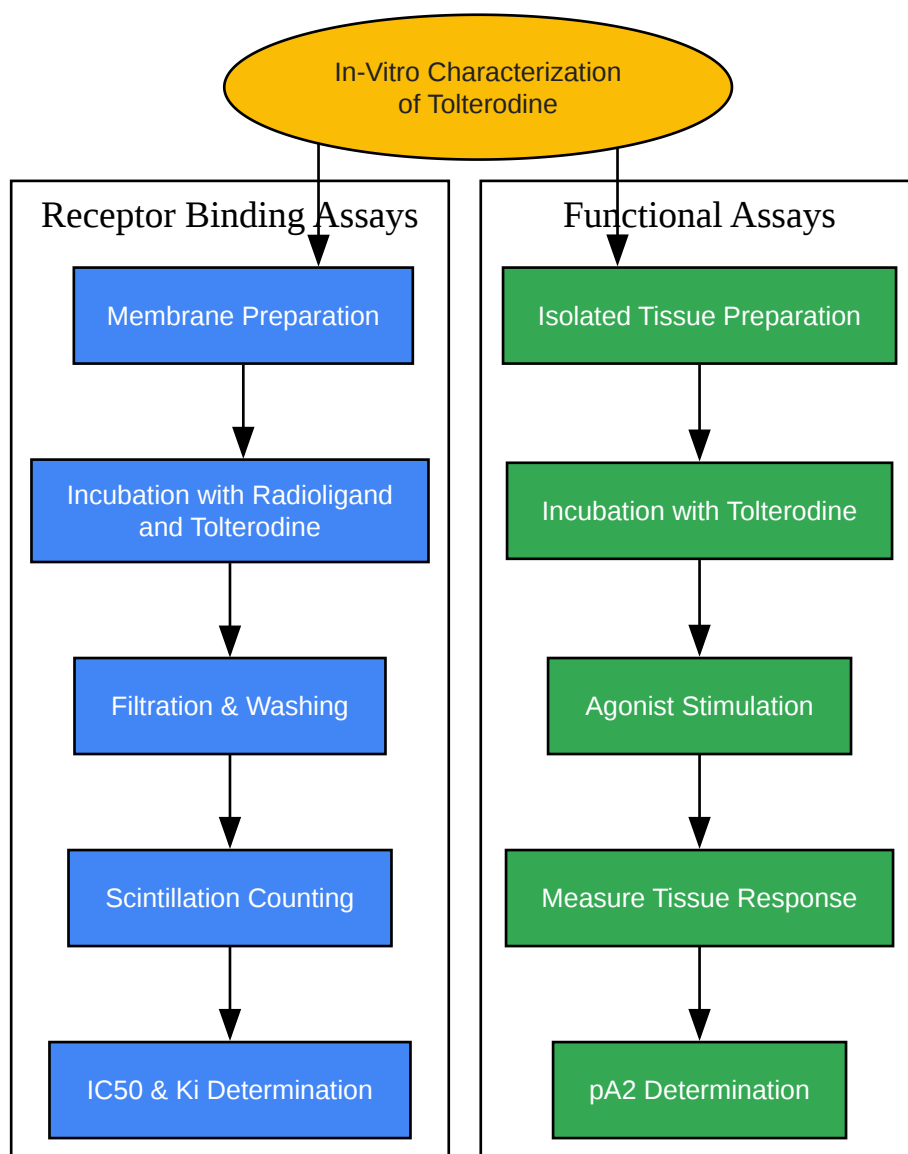 In-Vitro Characterization
of Tolterodine
Receptor Binding Assays
Membrane Preparation
Incubation with Radioligand
and Tolterodine
Filtration & Washing
Scintillation Counting
IC50 & Ki Determination
Functional Assays
Isolated Tissue Preparation
Incubation with Tolterodine
Agonist Stimulation
Measure Tissue Response
pA2 Determination